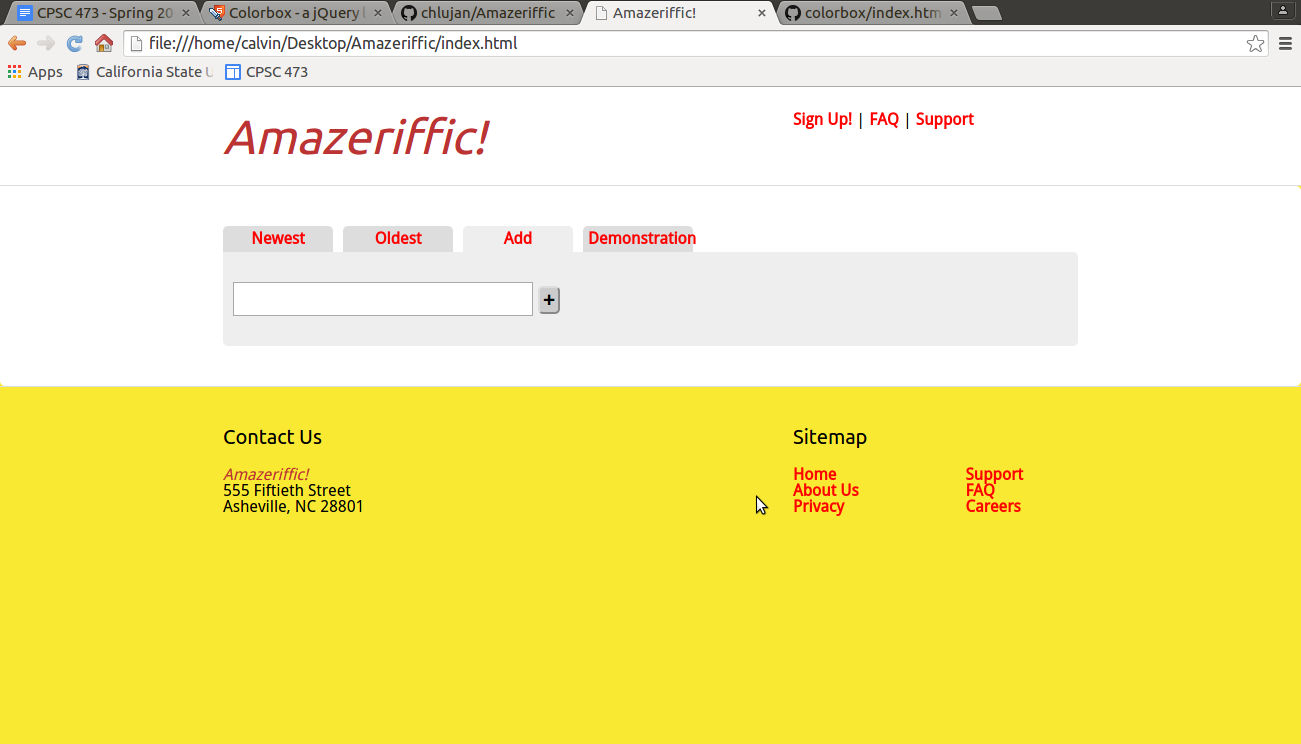 CPSC 473 - Spring 20
Colorbox - a jQuery
chlujan/Amazeriffic
Amazeriffic!
colorbox/index.htm
file:///home/calvin/Desktop/Amazeriffic/index.html
Apps
California State U
CPSC 473
Amazeriffic!
Sign Up! | FAQ | Support
Newest
Oldest
Add
Demonstration
+
Contact Us
Amazeriffic!
555 Fiftieth Street
Asheville, NC 28801
Sitemap
Home
About Us
Privacy
Support
FAQ
Careers